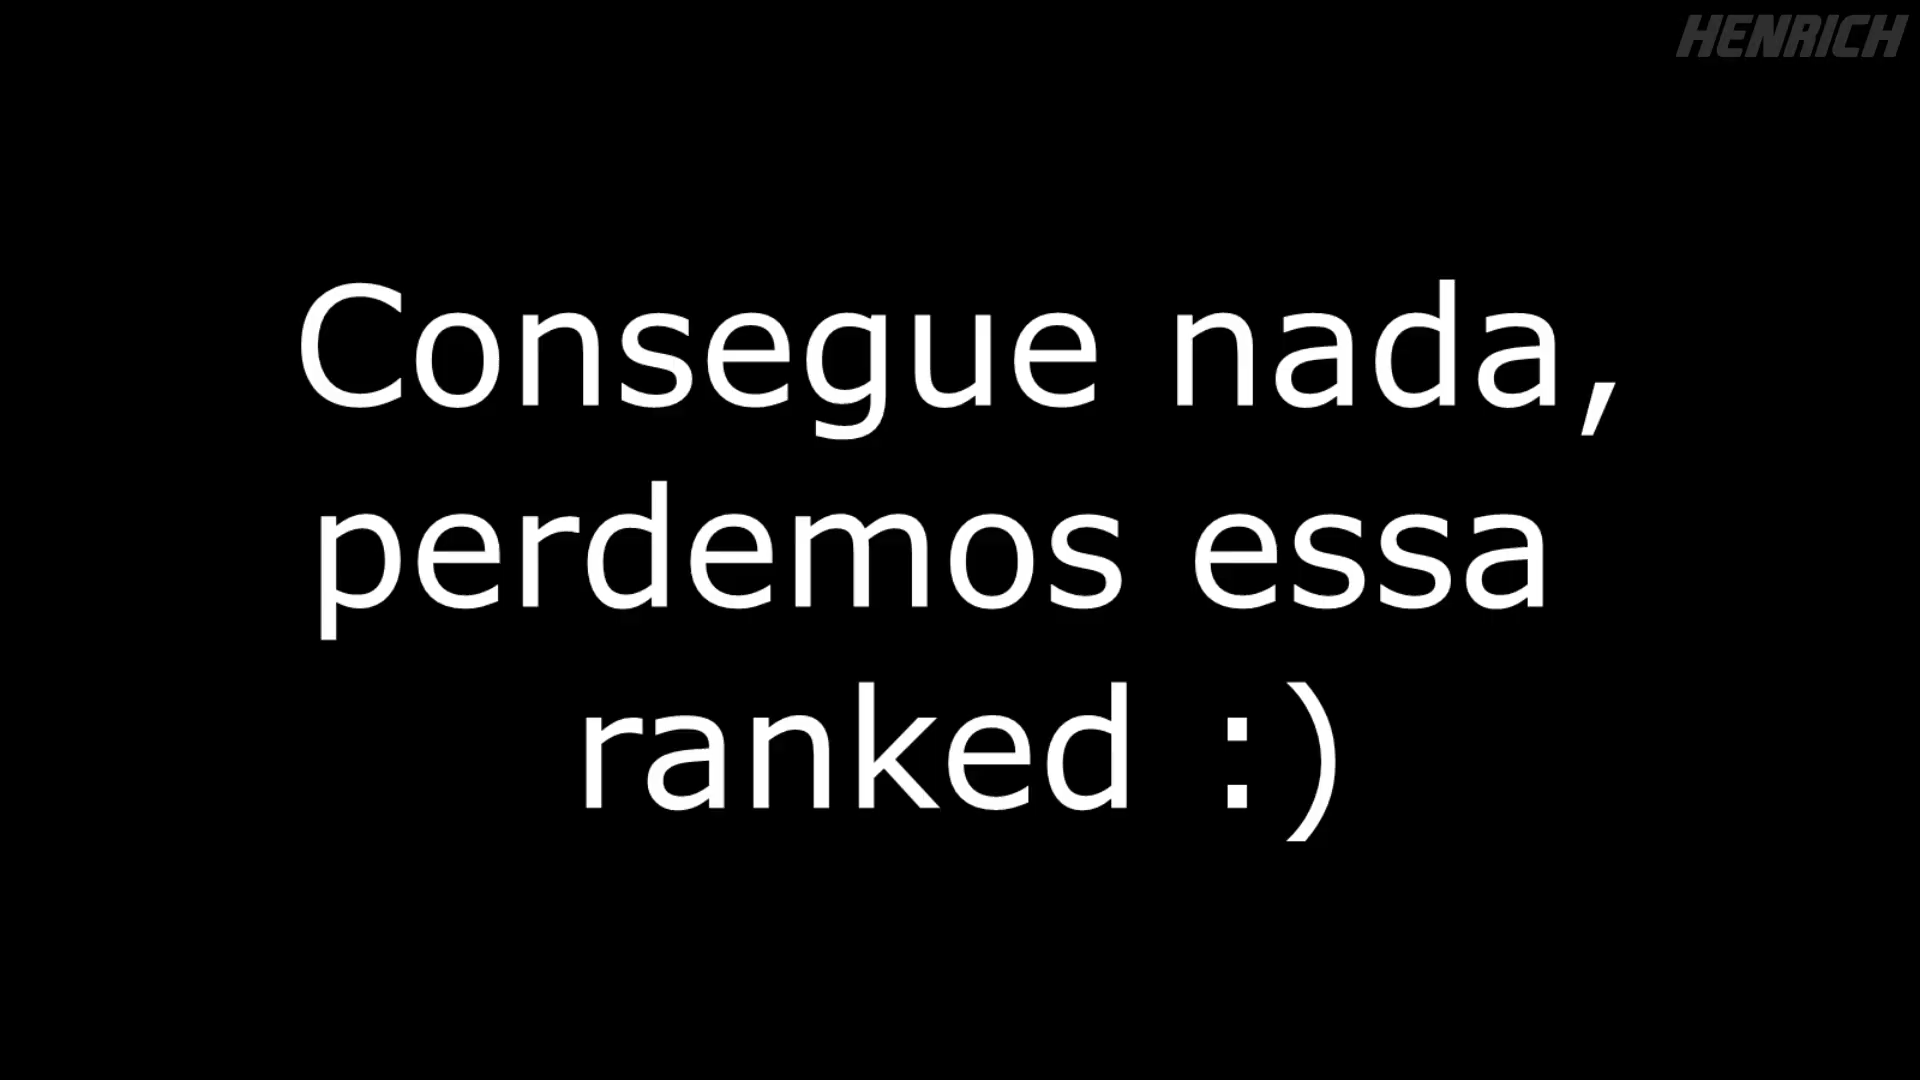 HENRICH
Consegue nada,
perdemos essa
ranked :)